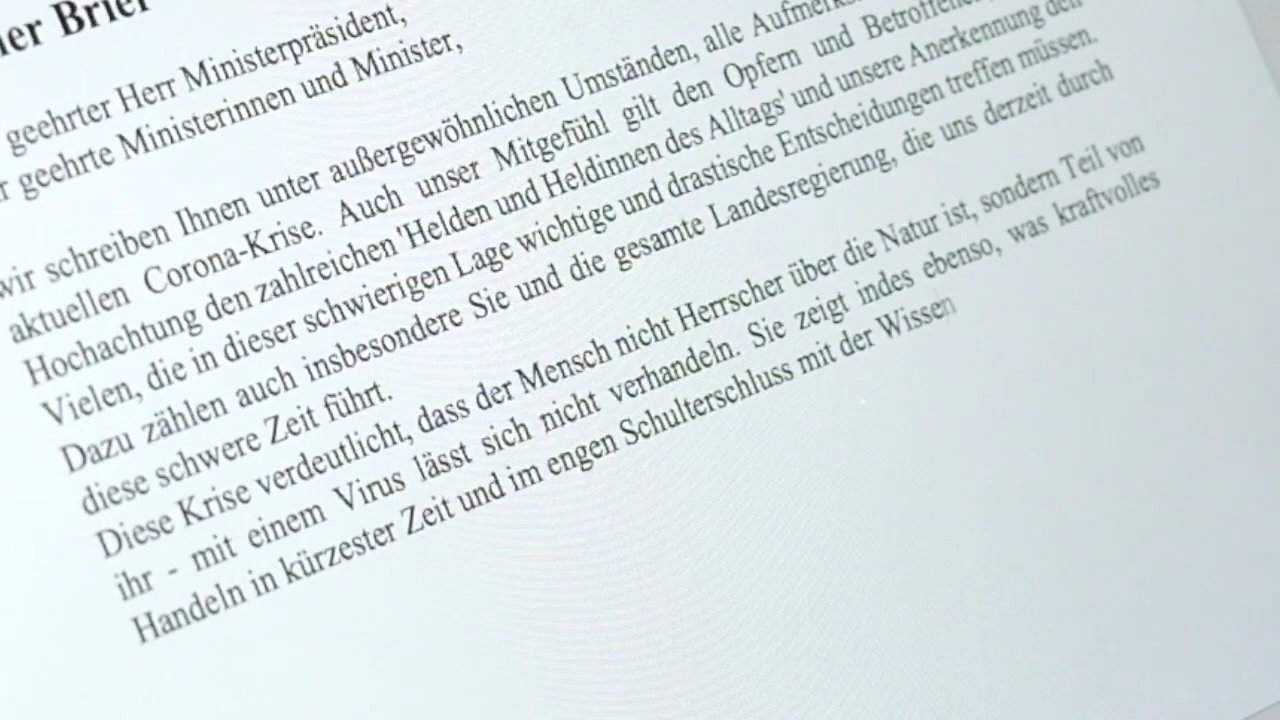 Brief
geehrter Herr Ministerpräsident,
geehrte Ministerinnen und Minister,
wir schreiben Ihnen unter außergewöhnlichen Umständen, alle
aktuellen Corona-Krise. Auch unser Mitgefühl gilt den Opfern und
Hochachtung den zahlreichen 'Helden und Heldinnen des Alltags' und unsere Anerkennung den
Vielen, die in dieser schwierigen Lage wichtige und drastische Entscheidungen treffen müssen.
Dazu zählen auch insbesondere Sie und die gesamte Landesregierung, die uns derzeit durch
diese schwere Zeit führt.
Diese Krise verdeutlicht, dass der Mensch nicht Herrscher über die Natur ist, sondern Teil von
ihr - mit einem Virus lässt sich nicht verhandeln. Sie zeigt indes ebenso, was kraftvolles
Handeln in kürzester Zeit und im engen Schulterschluss mit der Wissen